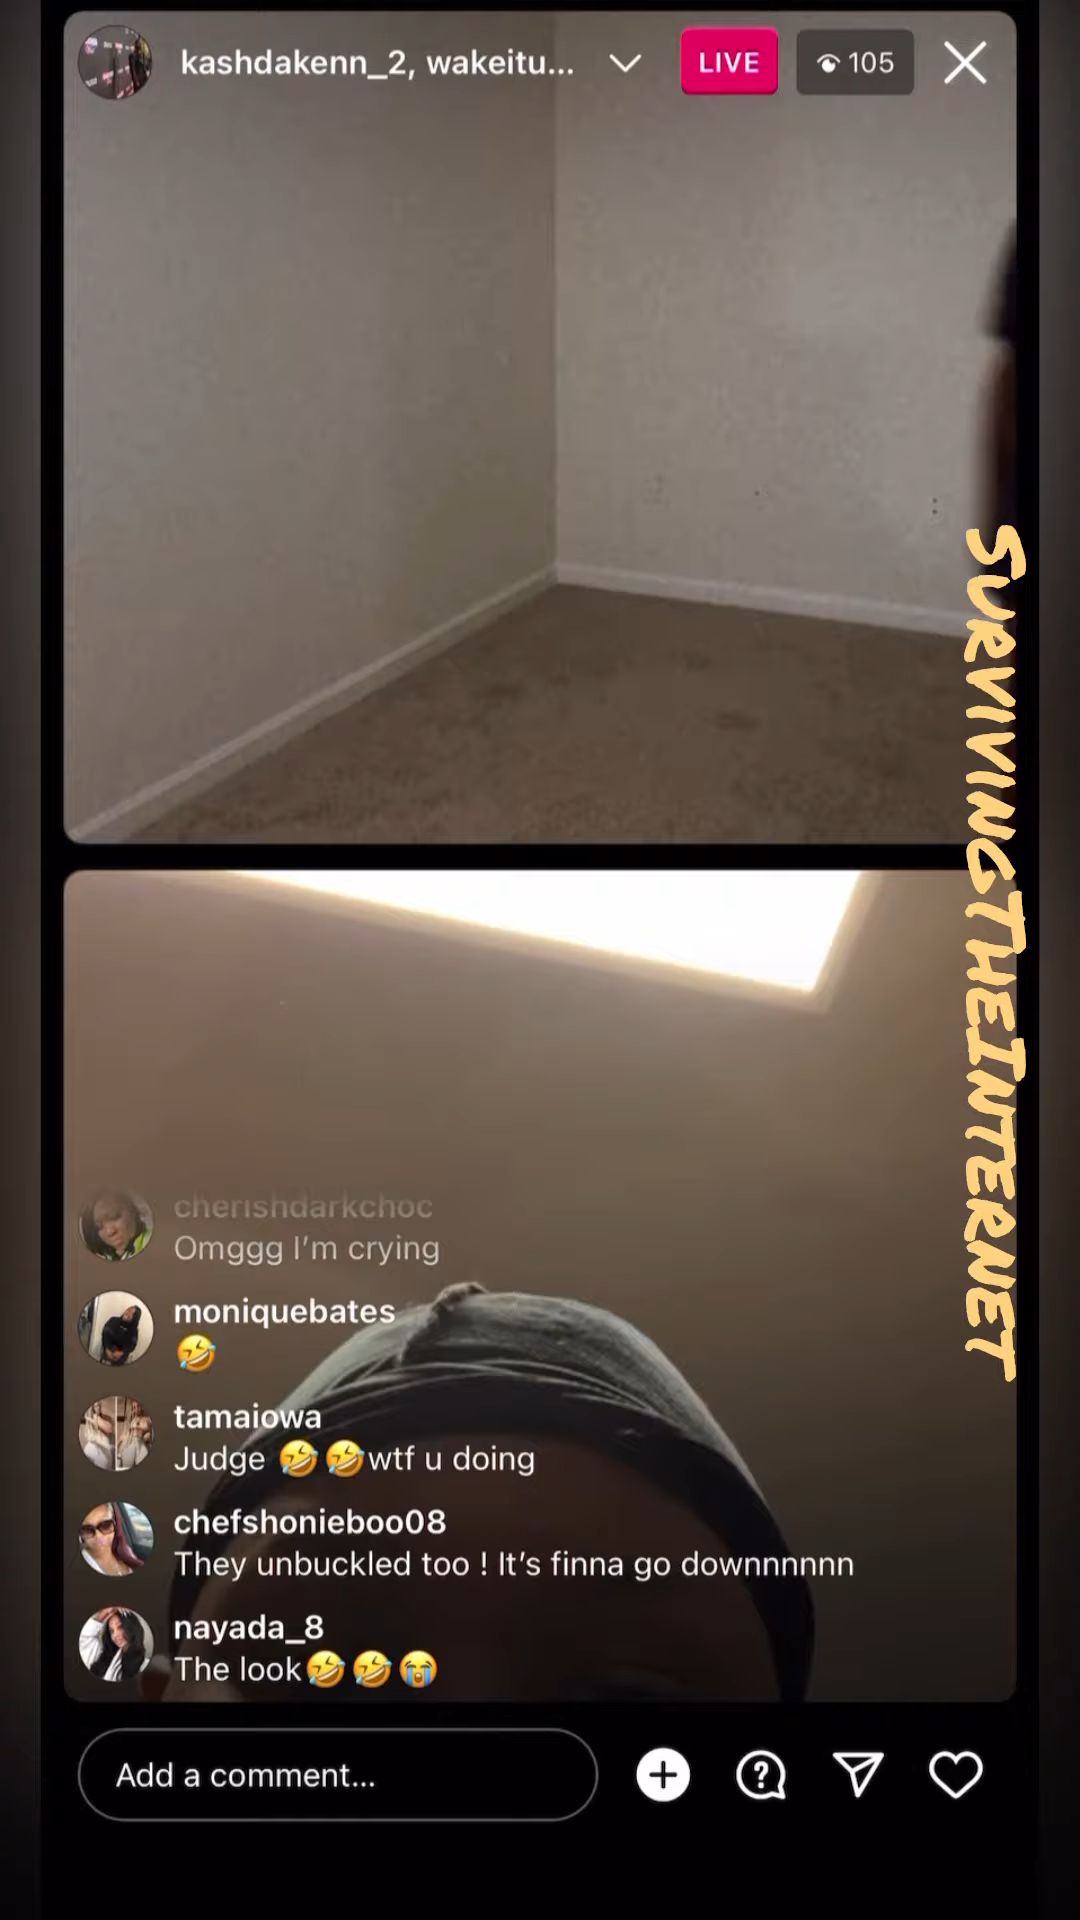 kashdakenn_2, wakeitu...
LIVE
105
SURVIVINGTHEINTERNET
cherishdarkchoc
Omggg I’m crying
moniquebates
🤣
tamaiowa
Judge 🤣🤣wtf u doing
chefshonieboo08
They unbuckled too ! It’s finna go downnnnnn
nayada_8
The look🤣🤣😭
Add a comment...